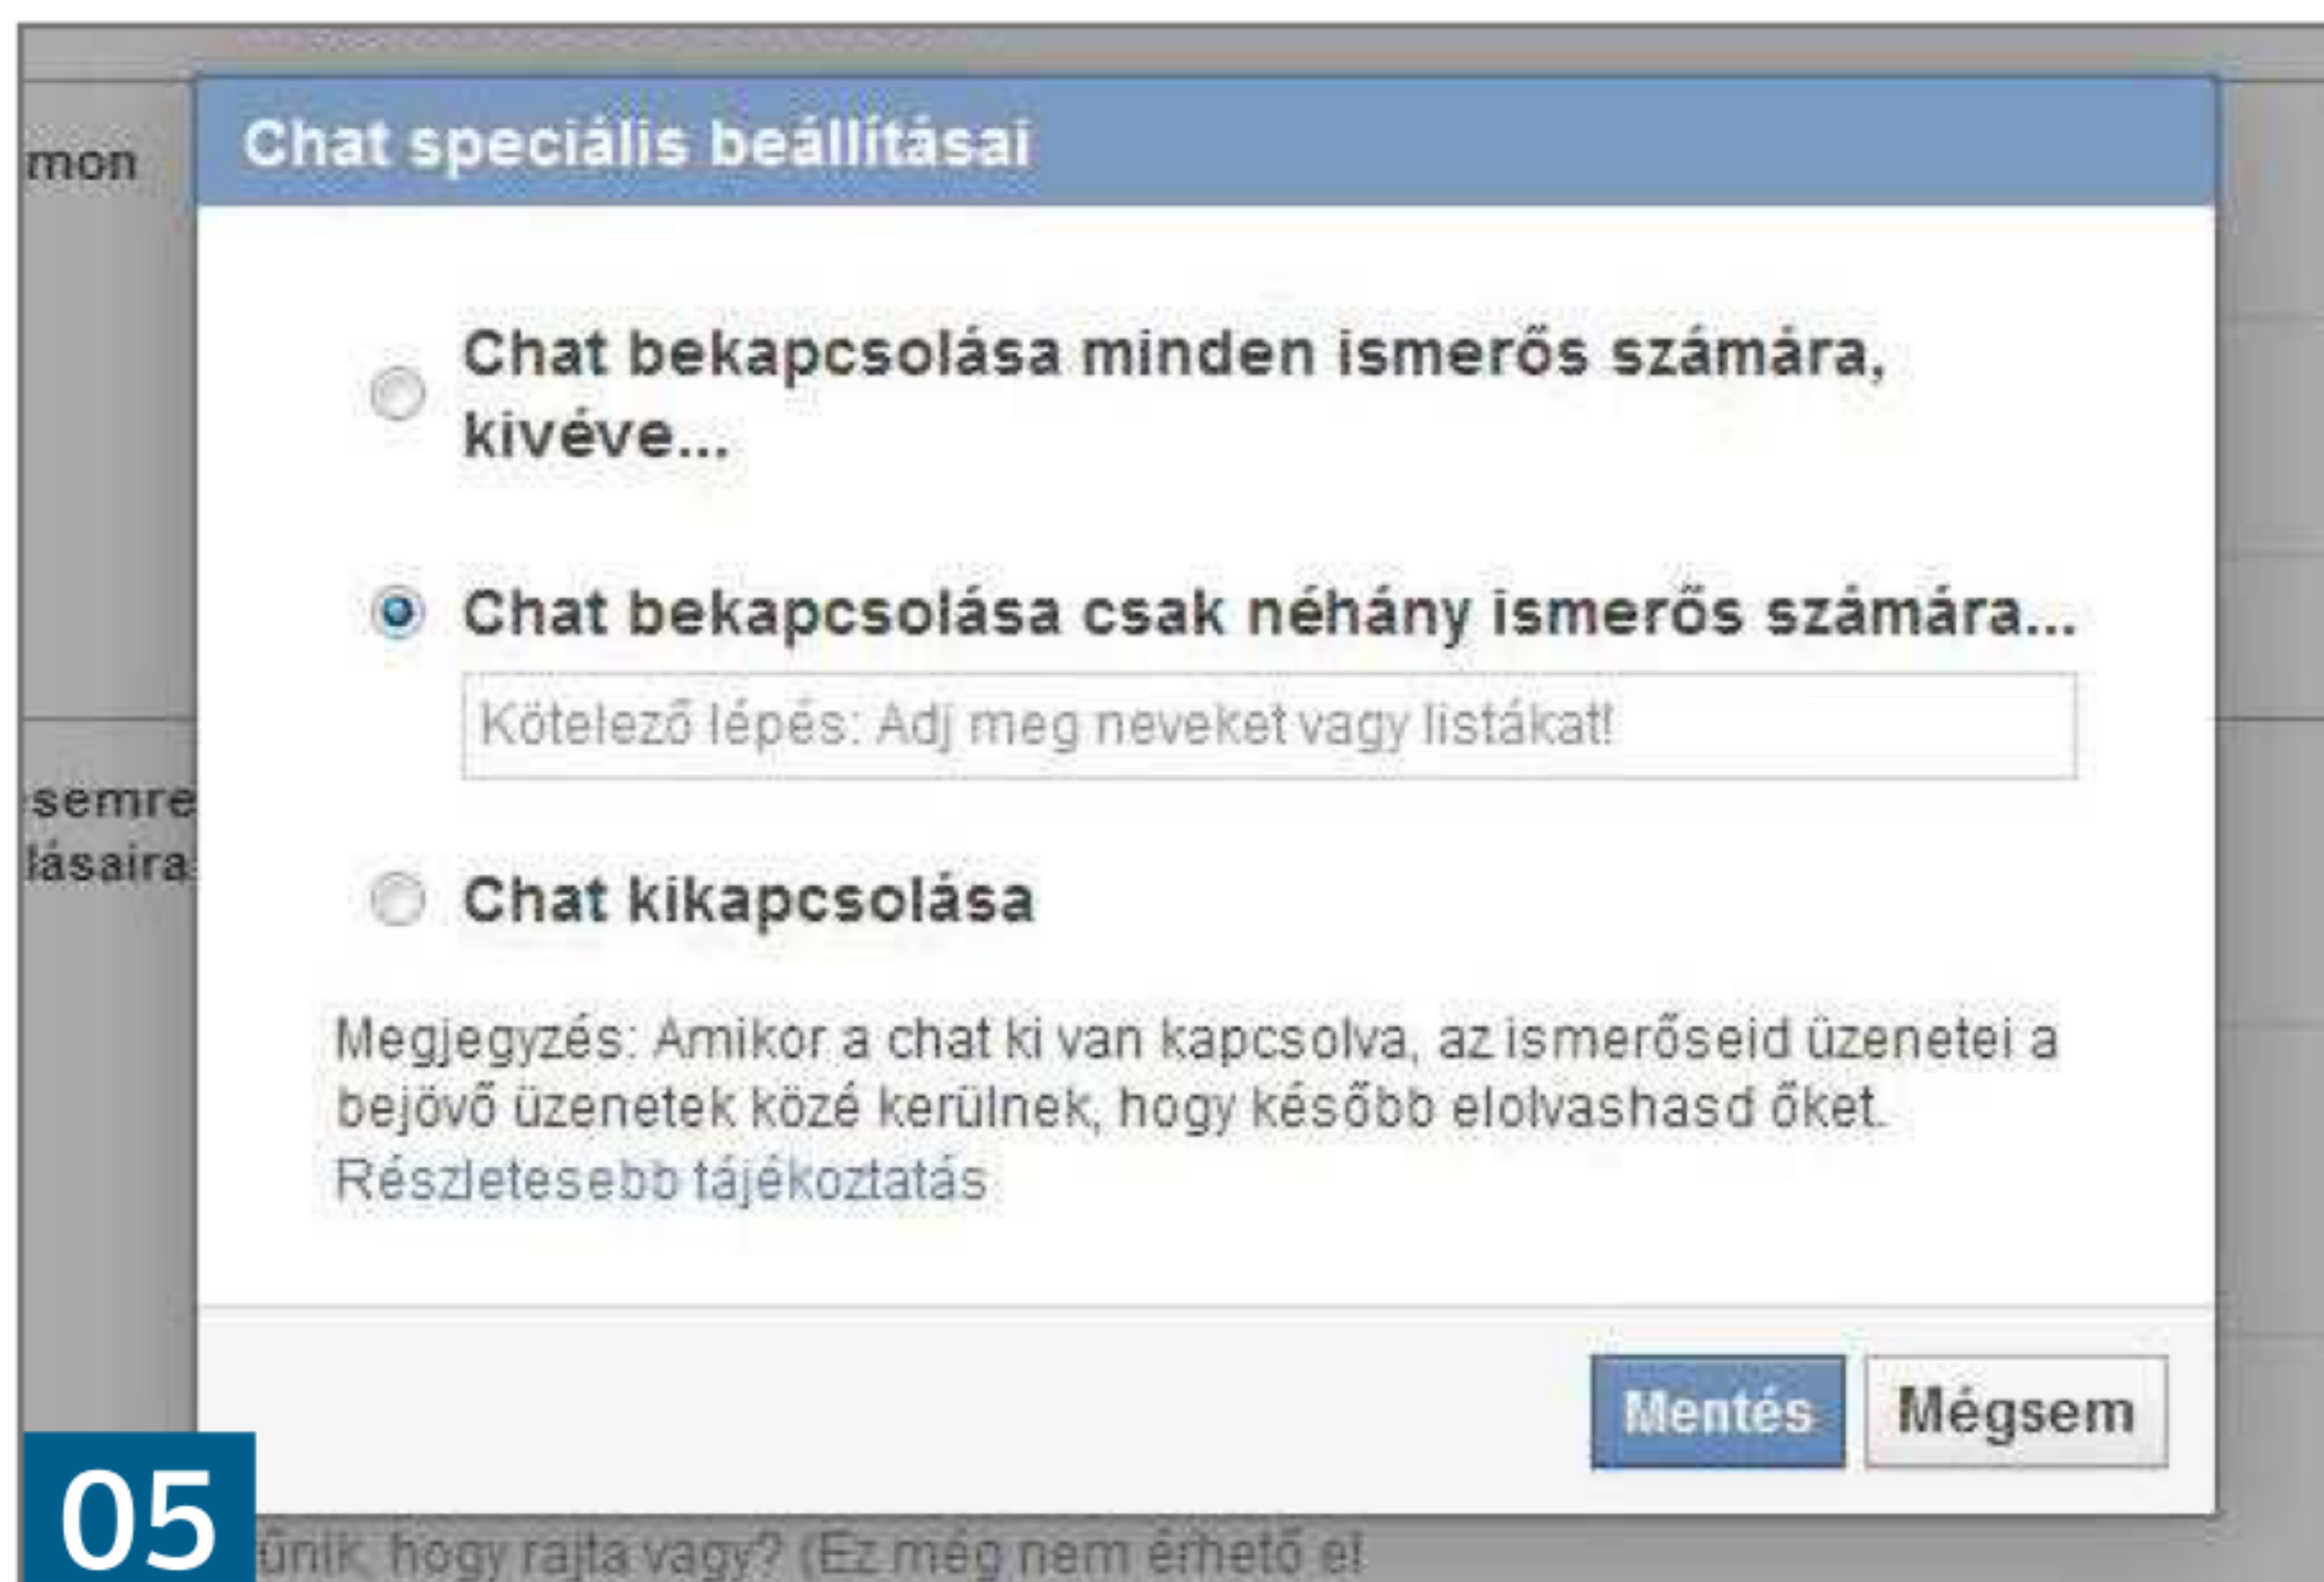 Chat speciális beállításai
mon
Chat bekapcsolása minden ismerős számára,
kivéve...
Chat bekapcsolása csak néhány ismerős számára...
Kötelező lépés: Adj meg neveket vagy listákat!
semre
lásaira
Chat kikapcsolása
Megjegyzés: Amikor a chat ki van kapcsolva, az ismerőseid üzenetei a
bejövő üzenetek közé kerülnek, hogy később elolvashasd őket.
Részletesebb tájékoztatás
Mentés Mégsem
05
űnik, hogy rajta vagy? (Ez még nem érhető el